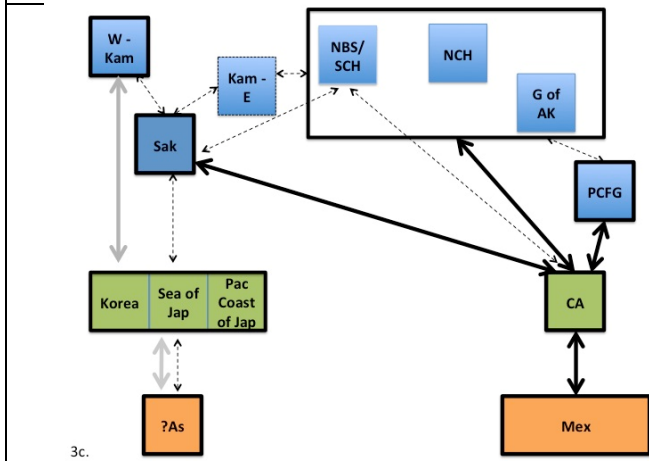 W -
Kam
Kam -
E
NBS/
SCH
NCH
G of
AK
Sak
PCFG
Korea
Sea of
Jap
Pac
Coast
of Jap
CA
?As
Mex
3c.